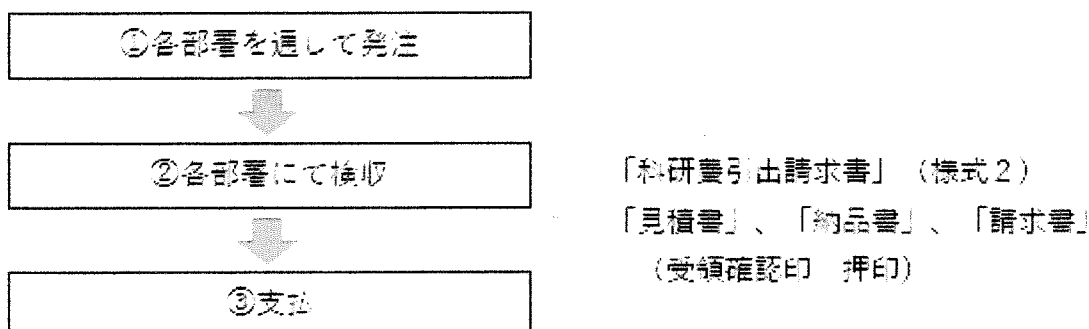 ①各部署を通して発注
②各部署にて検収
「科研費引出請求書」（様式２）
「見積書」、「納品書」、「請求書」
（受領確認印　押印）
③支払